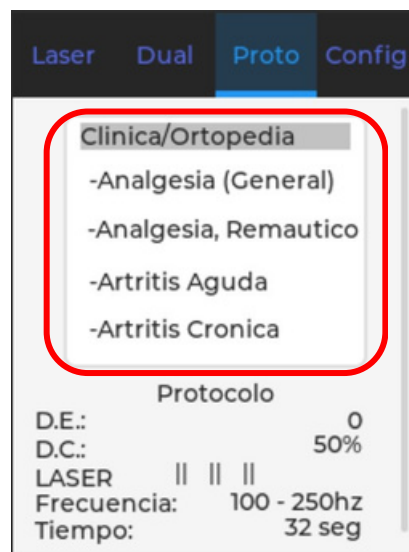 Laser Dual Proto Config
Clinica/Ortopedia
-Analgesia (General)
-Analgesia, Remautico
-Artritis Aguda
-Artritis Cronica
Protocolo
D.E.: 0
D.C.: 50%
LASER || || ||
Frecuencia: 100 - 250hz
Tiempo: 32 seg